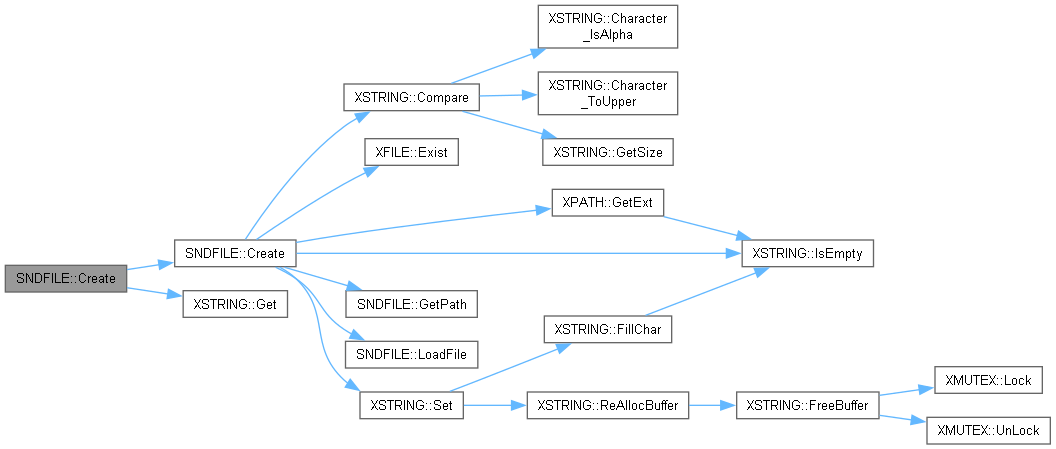 XSTRING::Character
_IsAlpha
XSTRING::Compare
XSTRING::Character
_ToUpper
XFILE::Exist
XSTRING::GetSize
XPATH::GetExt
SNDFILE::Create
XSTRING::IsEmpty
SNDFILE::Create
XSTRING::Get
SNDFILE::GetPath
XSTRING::FillChar
SNDFILE::LoadFile
XSTRING::Set
XSTRING::ReAllocBuffer
XSTRING::FreeBuffer
XMUTEX::Lock
XMUTEX::UnLock